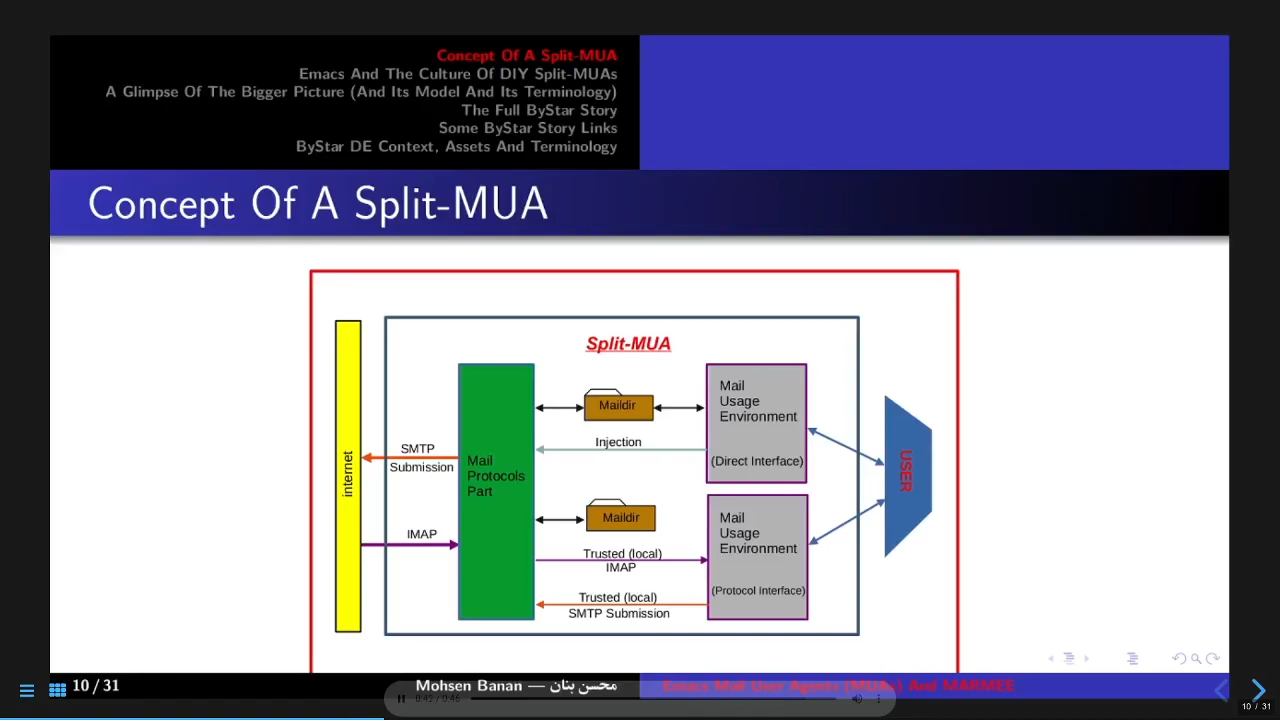 Concept Of A Split-MUA
Emacs And The Culture Of DIY Split-MUAs
A Glimpse Of The Bigger Picture (And Its Model And Its Terminology)
The Full ByStar Story
Some ByStar Story Links
ByStar DE Context, Assets And Terminology
Concept Of A Split-MUA
Split-MUA
internet
SMTP
Submission
IMAP
Mail
Protocols
Part
Maildir
Injection
Maildir
Trusted (local)
IMAP
Trusted (local)
SMTP Submission
Mail
Usage
Environment
(Direct Interface)
Mail
Usage
Environment
(Protocol Interface)
USER
10 / 31
Mohsen Banan — محسن بنان
Emacs Mail User Agents (MUAs) And MARMEE
0:42 / 0:46
10 / 31